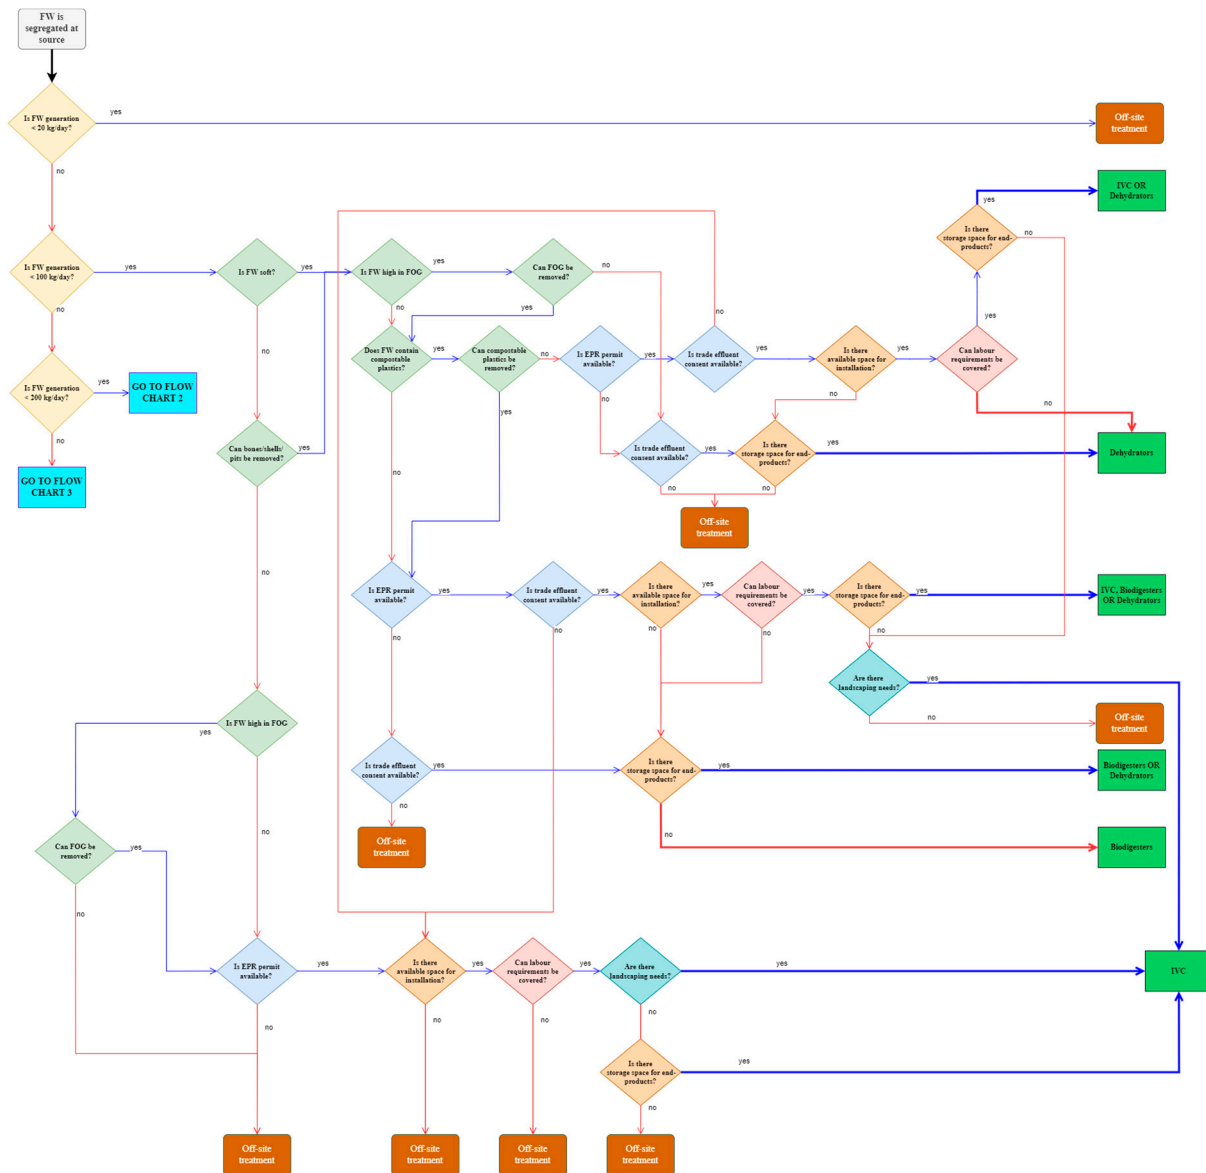 FW is
segregated at
source
Is FW generation
< 20 kg/day?
yes
Off-site
treatment
no
IVC OR
Dehydrators
yes
Is there
storage space for end-
products?
no
Is FW generation
< 100 kg/day?
yes
Is FW soft?
yes
Is FW high in FOG
yes
Can FOG be
removed?
no
no
no
no
yes
yes
no
Does FW contain
compostable
plastics?
yes
Can compostable
plastics be
removed?
no
Is EPR permit
available?
yes
Is trade effluent
consent available?
yes
Is there
available space for
installation?
yes
Can labour
requirements be
covered?
Is FW generation
< 200 kg/day?
yes
GO TO FLOW
CHART 2
no
yes
no
no
no
Can bones/shells/
pits be removed?
yes
Is trade effluent
consent available?
yes
Is there
storage space for end-
products?
yes
Dehydrators
GO TO FLOW
CHART 3
no
no
no
Off-site
treatment
no
Is EPR permit
available?
yes
Is trade effluent
consent available?
yes
Is there
available space for
installation?
yes
Can labour
requirements be
covered?
yes
Is there
storage space for end-
products?
yes
IVC, Biodigesters
OR Dehydrators
no
no
no
no
no
Are there
landscaping needs?
yes
no
Off-site
treatment
Is FW high in FOG
yes
Is trade effluent
consent available?
yes
Is there
storage space for end-
products?
yes
Biodigesters OR
Dehydrators
no
no
no
Off-site
treatment
Biodigesters
Can FOG be
removed?
yes
no
Is EPR permit
available?
yes
Is there
available space for
installation?
yes
Can labour
requirements be
covered?
yes
Are there
landscaping needs?
yes
IVC
no
no
no
no
Is there
storage space for end-
products?
yes
no
Off-site
treatment
Off-site
treatment
Off-site
treatment
Off-site
treatment